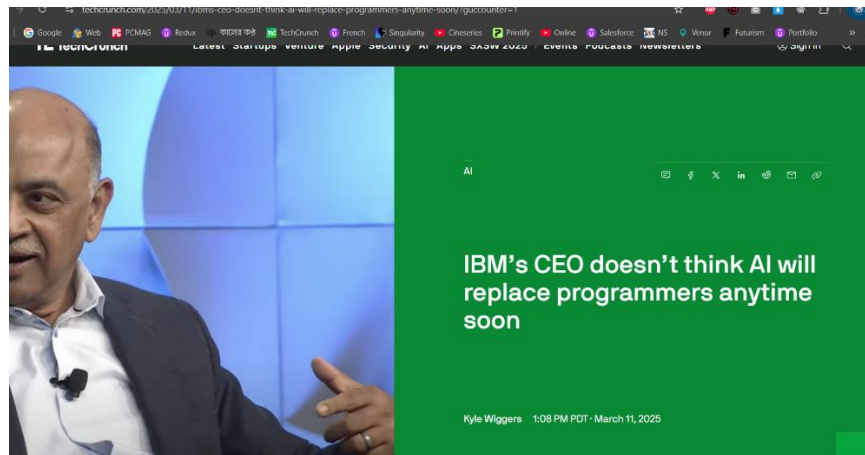 techcrunch.com/2025/03/11/ibms-ceo-doesnt-think-ai-will-replace-programmers-anytime-soon/?guccounter=1
Google Web PC PCMAG Redux কালের কণ্ঠ TechCrunch French Singularity Cineseries Printify Online Salesforce NS Venor Futurism Portfolio »
TechCrunch Latest Startups Venture Apple Security AI Apps SXSW 2025 Events Podcasts Newsletters Sign In
AI
in
IBM's CEO doesn't think AI will
replace programmers anytime
soon
Kyle Wiggers 1:08 PM PDT · March 11, 2025